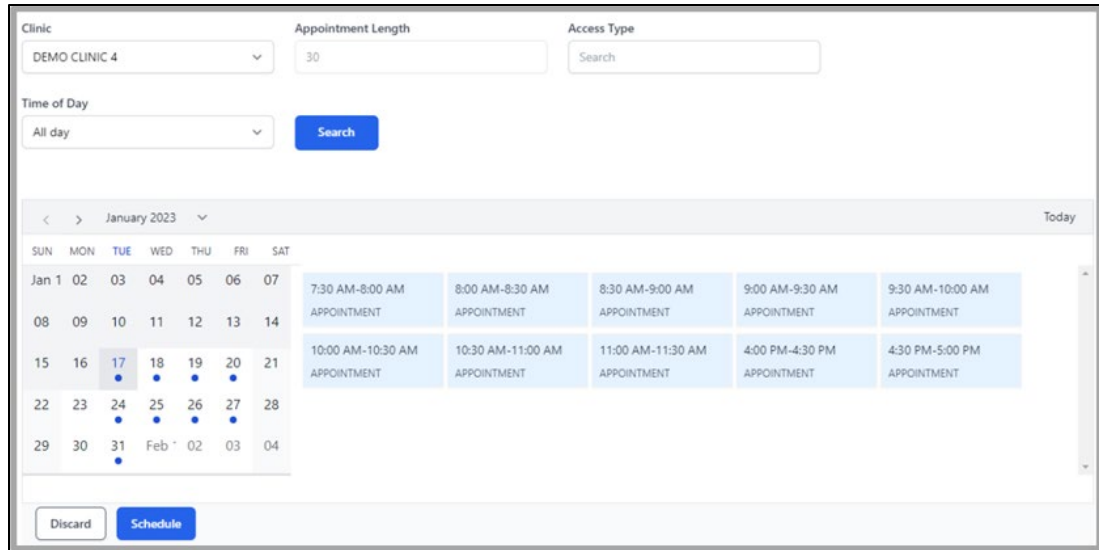 Clinic Appointment Length Access Type
DEMO CLINIC 4 30 Search
Time of Day
All day Search
January 2023 Today
SUN MON TUE WED THU FRI SAT
Jan 1 02 03 04 05 06 07
08 09 10 11 12 13 14
15 16 17 18 19 20 21
22 23 24 25 26 27 28
29 30 31 Feb 02 03 04
7:30 AM-8:00 AM 8:00 AM-8:30 AM 8:30 AM-9:00 AM 9:00 AM-9:30 AM 9:30 AM-10:00 AM
APPOINTMENT APPOINTMENT APPOINTMENT APPOINTMENT APPOINTMENT
10:00 AM-10:30 AM 10:30 AM-11:00 AM 11:00 AM-11:30 AM 4:00 PM-4:30 PM 4:30 PM-5:00 PM
APPOINTMENT APPOINTMENT APPOINTMENT APPOINTMENT APPOINTMENT
Discard Schedule